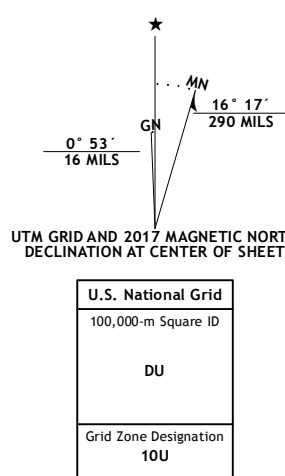 ★
MN
GN
16° 17´
290 MILS
0° 53´
16 MILS
UTM GRID AND 2017 MAGNETIC NORT
DECLINATION AT CENTER OF SHEET
U.S. National Grid
100,000-m Square ID
DU
Grid Zone Designation
10U